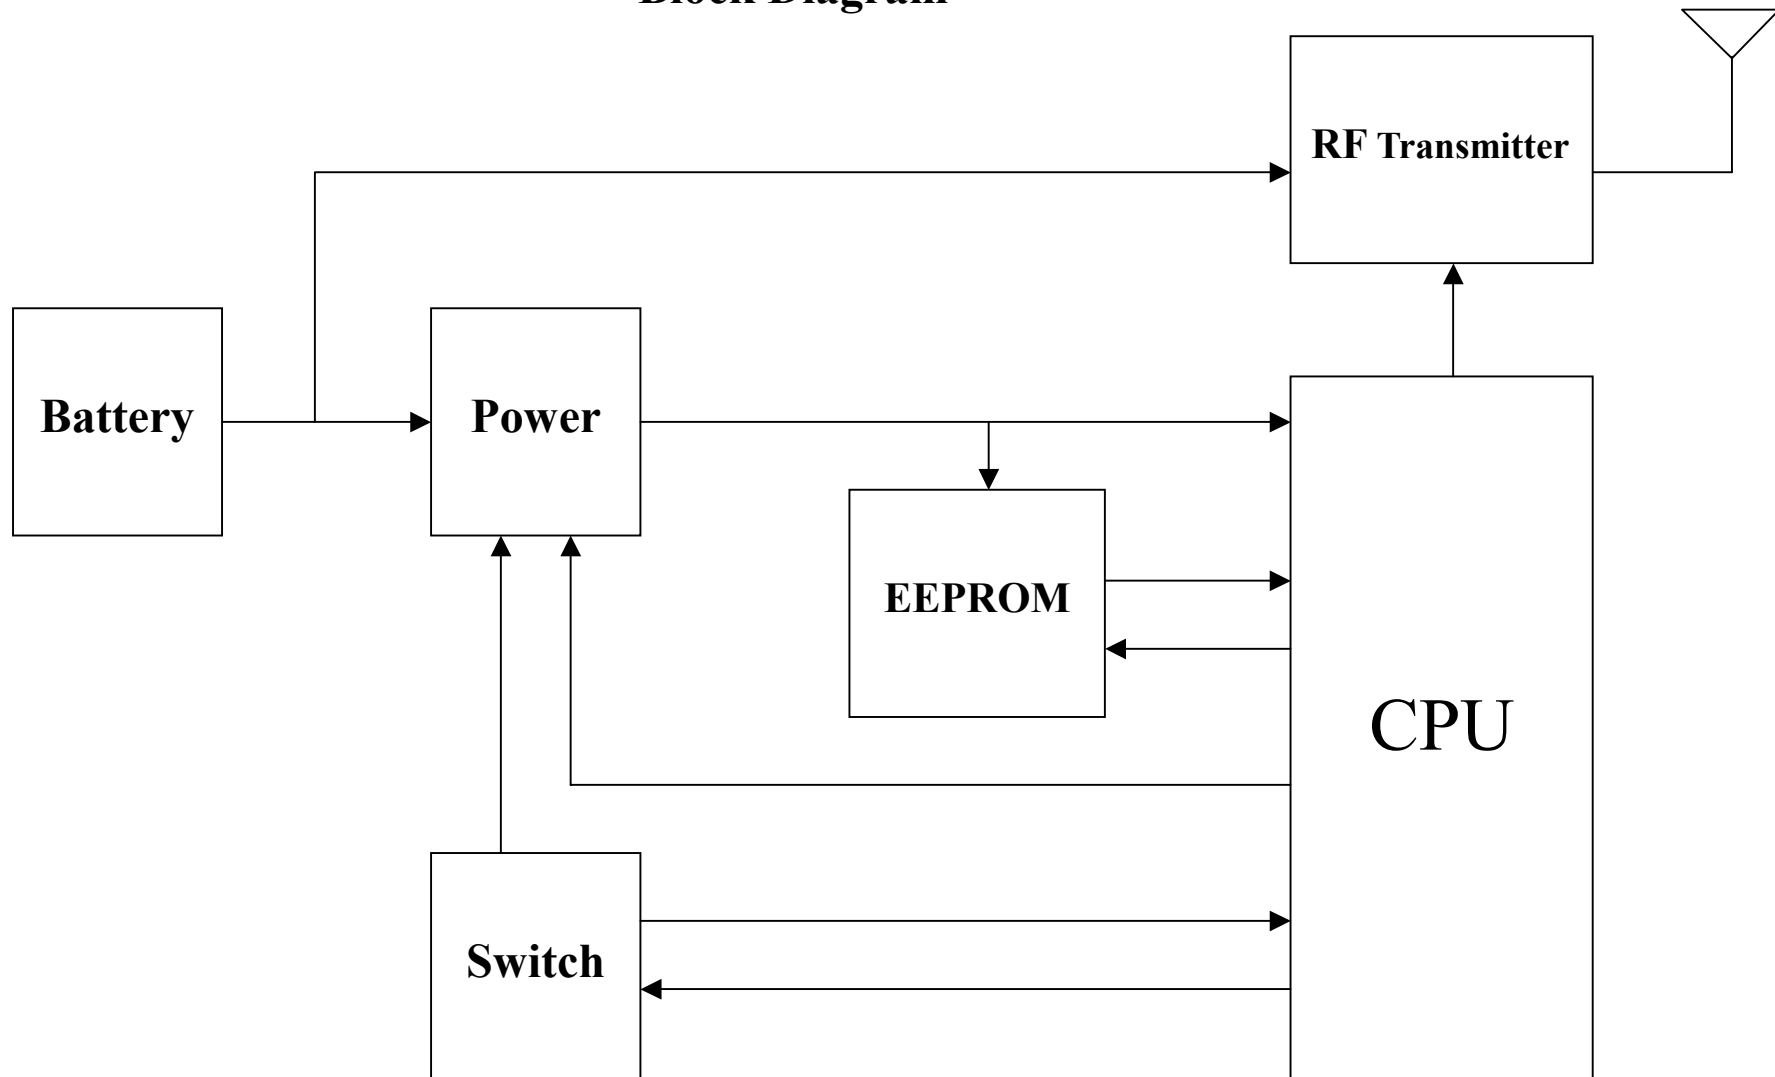 Block Diagram
RF Transmitter
Battery
Power
EEPROM
CPU
Switch